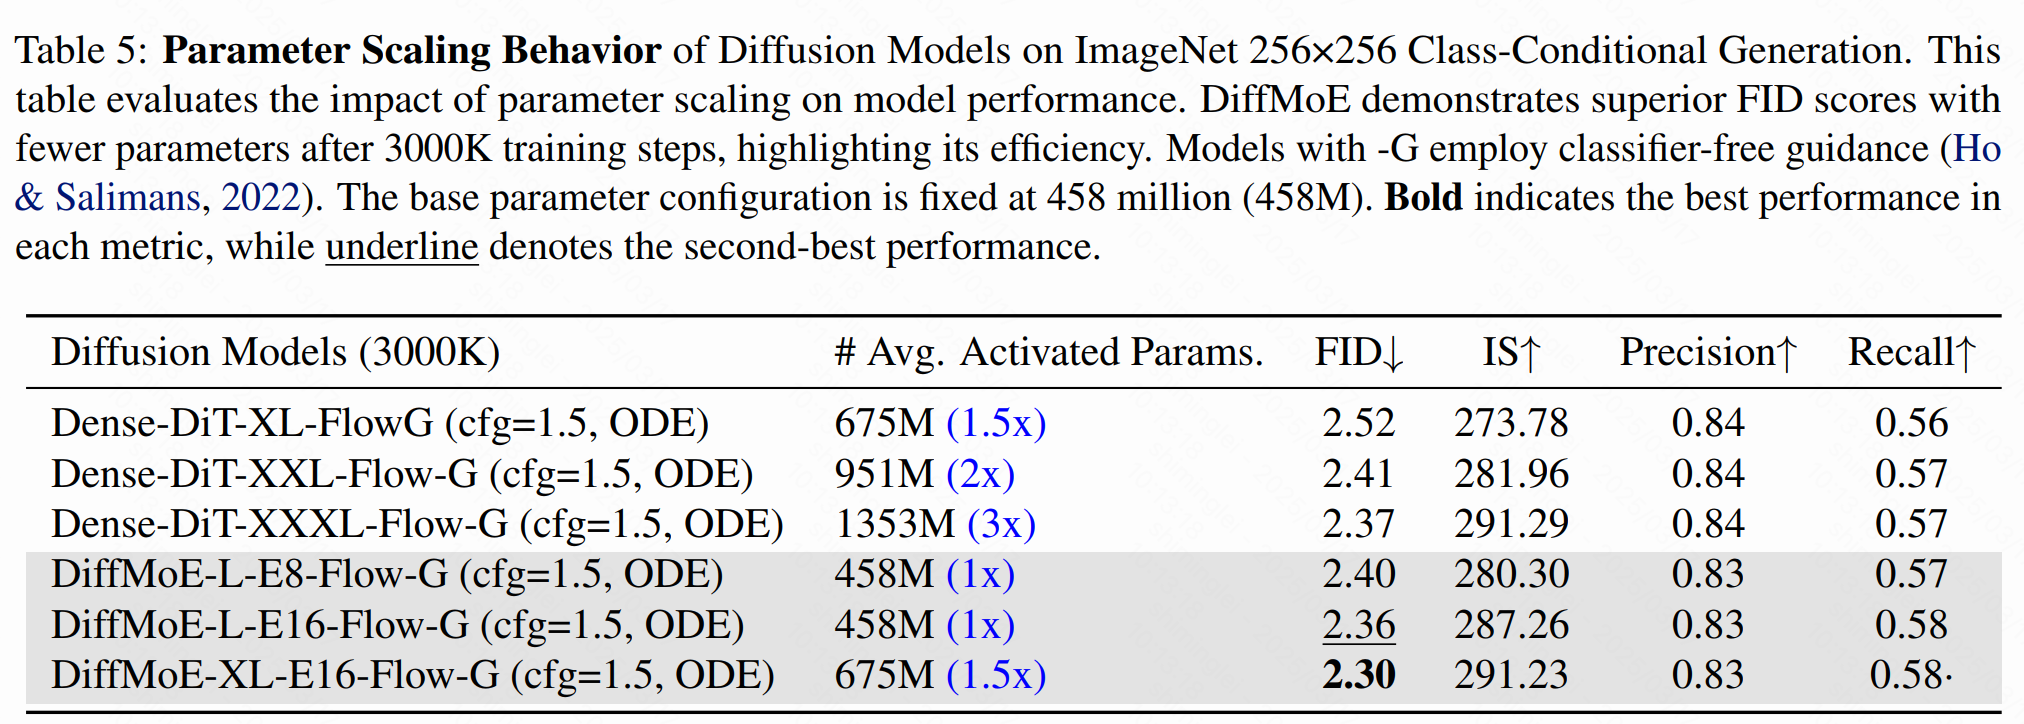 Table 5: Parameter Scaling Behavior of Diffusion Models on ImageNet 256×256 Class-Conditional Generation. This
table evaluates the impact of parameter scaling on model performance. DiffMoE demonstrates superior FID scores with
fewer parameters after 3000K training steps, highlighting its efficiency. Models with -G employ classifier-free guidance (Ho
& Salimans, 2022). The base parameter configuration is fixed at 458 million (458M). Bold indicates the best performance in
each metric, while underline denotes the second-best performance.
Diffusion Models (3000K) # Avg. Activated Params. FID↓ IS↑ Precision↑ Recall↑
Dense-DiT-XL-FlowG (cfg=1.5, ODE) 675M (1.5x) 2.52 273.78 0.84 0.56
Dense-DiT-XXL-Flow-G (cfg=1.5, ODE) 951M (2x) 2.41 281.96 0.84 0.57
Dense-DiT-XXXL-Flow-G (cfg=1.5, ODE) 1353M (3x) 2.37 291.29 0.84 0.57
DiffMoE-L-E8-Flow-G (cfg=1.5, ODE) 458M (1x) 2.40 280.30 0.83 0.57
DiffMoE-L-E16-Flow-G (cfg=1.5, ODE) 458M (1x) 2.36 287.26 0.83 0.58
DiffMoE-XL-E16-Flow-G (cfg=1.5, ODE) 675M (1.5x) 2.30 291.23 0.83 0.58·